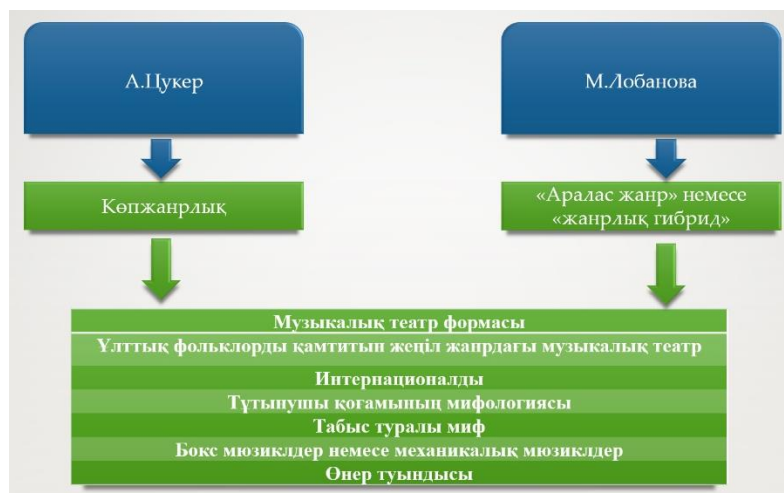 А.Цукер
М.Лобанова
Көпжанрлық
«Аралас жанр» немесе
«жанрлық гибрид»
Музыкалық театр формасы
Ұлттық фольклорды қамтитып жеңіл жанрдағы музыкалық театр
Интернационалды
Тұтынушы қоғамының мифологиясы
Табыс туралы миф
Бокс мюзиклдер немесе механикалық мюзиклдер
Өнер туындысы